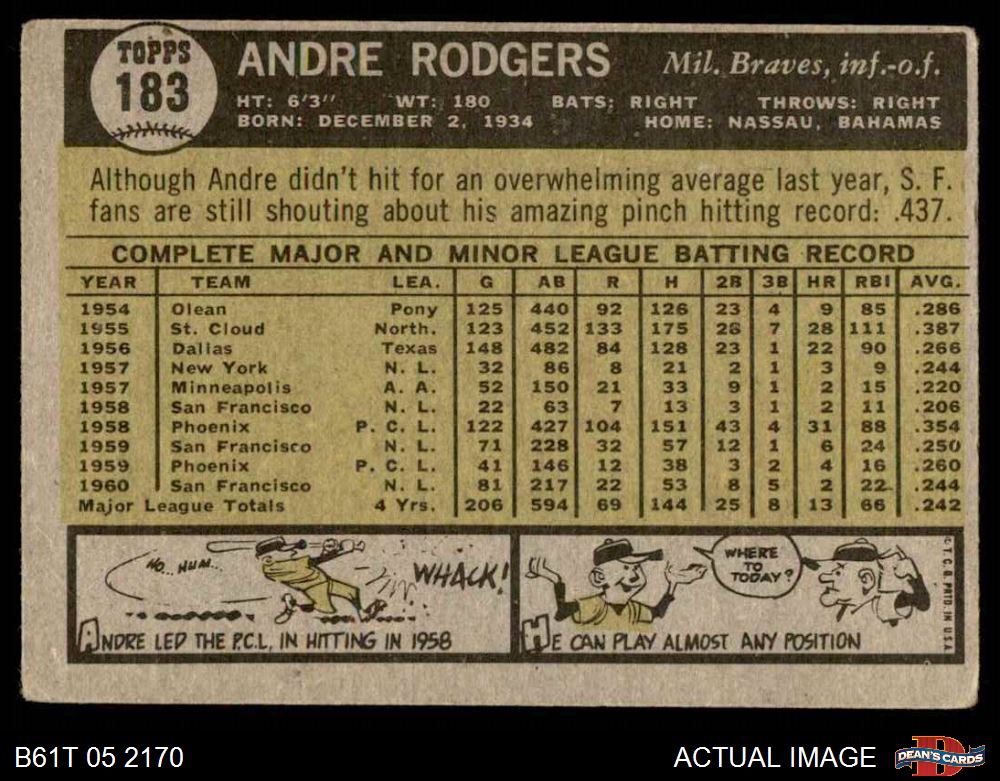 TOPPS
183
ANDRE RODGERS Mil. Braves, inf.-o.f.
HT: 6'3" WT: 180 BATS: RIGHT THROWS: RIGHT
BORN: DECEMBER 2, 1934 HOME: NASSAU, BAHAMAS
Although Andre didn't hit for an overwhelming average last year, S. F.
fans are still shouting about his amazing pinch hitting record: .437.
COMPLETE MAJOR AND MINOR LEAGUE BATTING RECORD
YEAR TEAM LEA. G AB R H 2B 3B HR RBI AVG.
1954 Olean Pony 125 440 92 126 23 4 9 85 .286
1955 St. Cloud North. 123 452 133 175 26 7 28 111 .387
1956 Dallas Texas 148 482 84 128 23 1 22 90 .266
1957 New York N. L. 32 86 8 21 2 1 3 9 .244
1957 Minneapolis A. A. 52 150 21 33 9 1 2 15 .220
1958 San Francisco N. L. 22 63 7 13 3 1 2 11 .206
1958 Phoenix P. C. L. 122 427 104 151 43 4 31 88 .354
1959 San Francisco N. L. 71 228 32 57 12 1 6 24 .250
1959 Phoenix P. C. L. 41 146 12 38 3 2 4 16 .260
1960 San Francisco N. L. 81 217 22 53 8 5 2 22 .244
Major League Totals 4 Yrs. 206 594 69 144 25 8 13 66 .242
HO.. HUM...
WHACK!
ANDRE LED THE P.C.L. IN HITTING IN 1958
WHERE
TO
TODAY?
HE CAN PLAY ALMOST ANY POSITION
© T. C. G. PRTD. IN U.S.A.
B61T 05 2170 ACTUAL IMAGE
D
DEAN'S CARDS